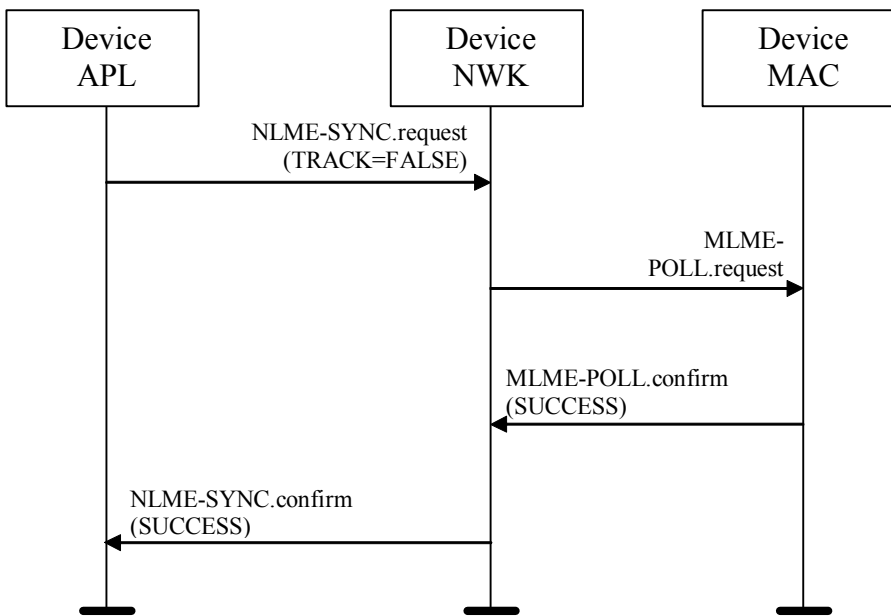 Device
APL
Device
NWK
Device
MAC
NLME-SYNC.request
(TRACK=FALSE)
MLME-
POLL.request
MLME-POLL.confirm
(SUCCESS)
NLME-SYNC.confirm
(SUCCESS)